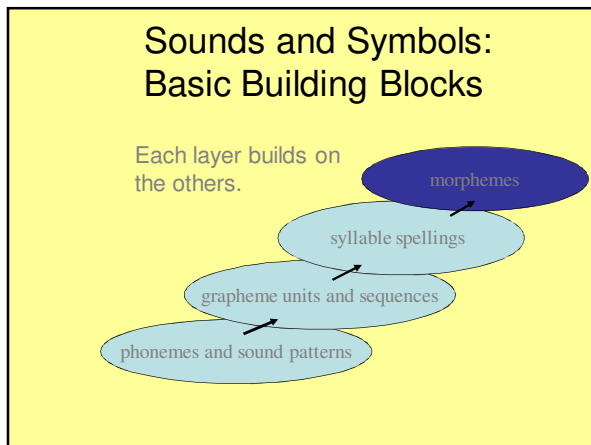 Sounds and Symbols:
Basic Building Blocks
Each layer builds on
the others.
morphemes
syllable spellings
grapheme units and sequences
phonemes and sound patterns